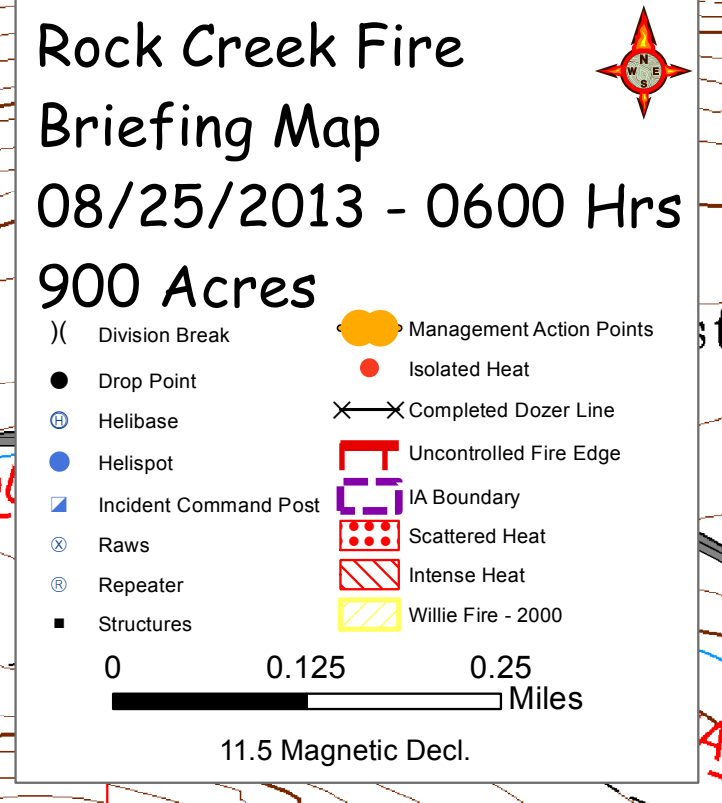 Rock Creek Fire
Briefing Map
08/25/2013 - 0600 Hrs
900 Acres
N
W E
S
)( Division Break
Drop Point
H Helibase
Helispot
Incident Command Post
X Raws
R Repeater
Structures
Management Action Points
Isolated Heat
Completed Dozer Line
Uncontrolled Fire Edge
IA Boundary
Scattered Heat
Intense Heat
Willie Fire - 2000
0 0.125 0.25
Miles
11.5 Magnetic Decl.